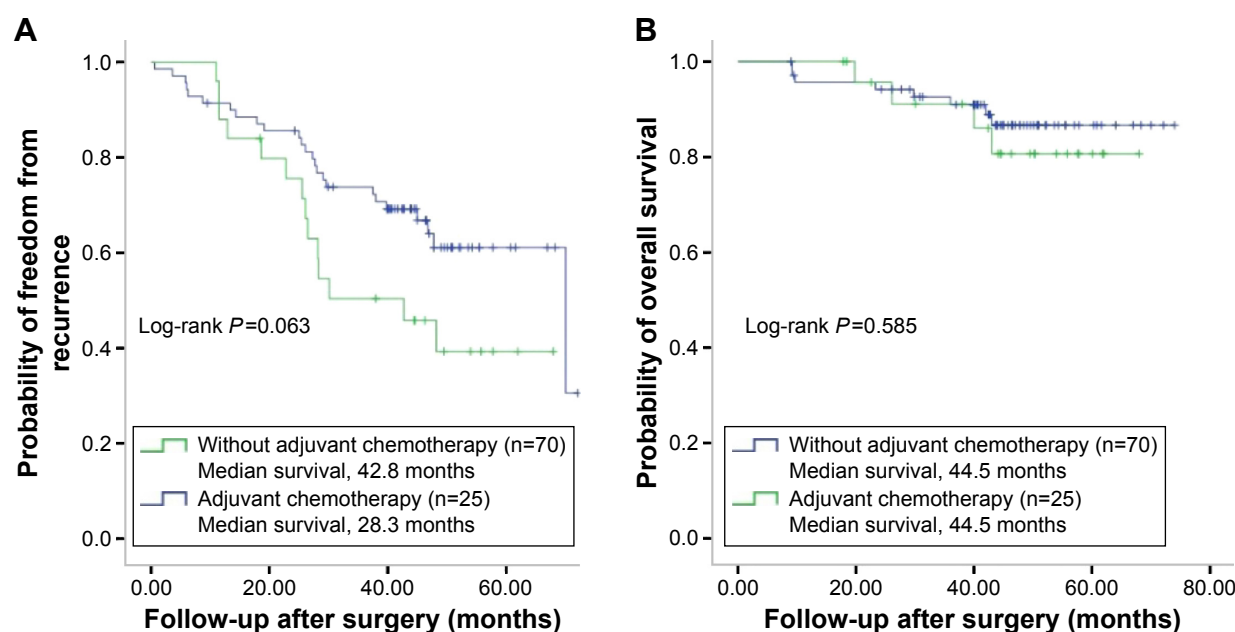 A
Probability of freedom from
recurrence
1.0
0.8
0.6
0.4
0.2
0.0
Log-rank P=0.063
Without adjuvant chemotherapy (n=70)
Median survival, 42.8 months
Adjuvant chemotherapy (n=25)
Median survival, 28.3 months
0.00 20.00 40.00 60.00
Follow-up after surgery (months)
B
Probability of overall survival
1.0
0.8
0.6
0.4
0.2
0.0
Log-rank P=0.585
Without adjuvant chemotherapy (n=70)
Median survival, 44.5 months
Adjuvant chemotherapy (n=25)
Median survival, 44.5 months
0.00 20.00 40.00 60.00 80.00
Follow-up after surgery (months)